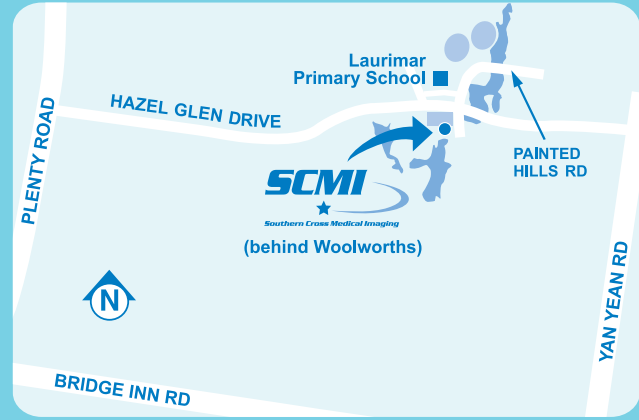 Laurimar
Primary School
HAZEL GLEN DRIVE
PLENTY ROAD
PAINTED
HILLS RD
SCMI
Southern Cross Medical Imaging
(behind Woolworths)
N
YAN YEAN RD
BRIDGE INN RD